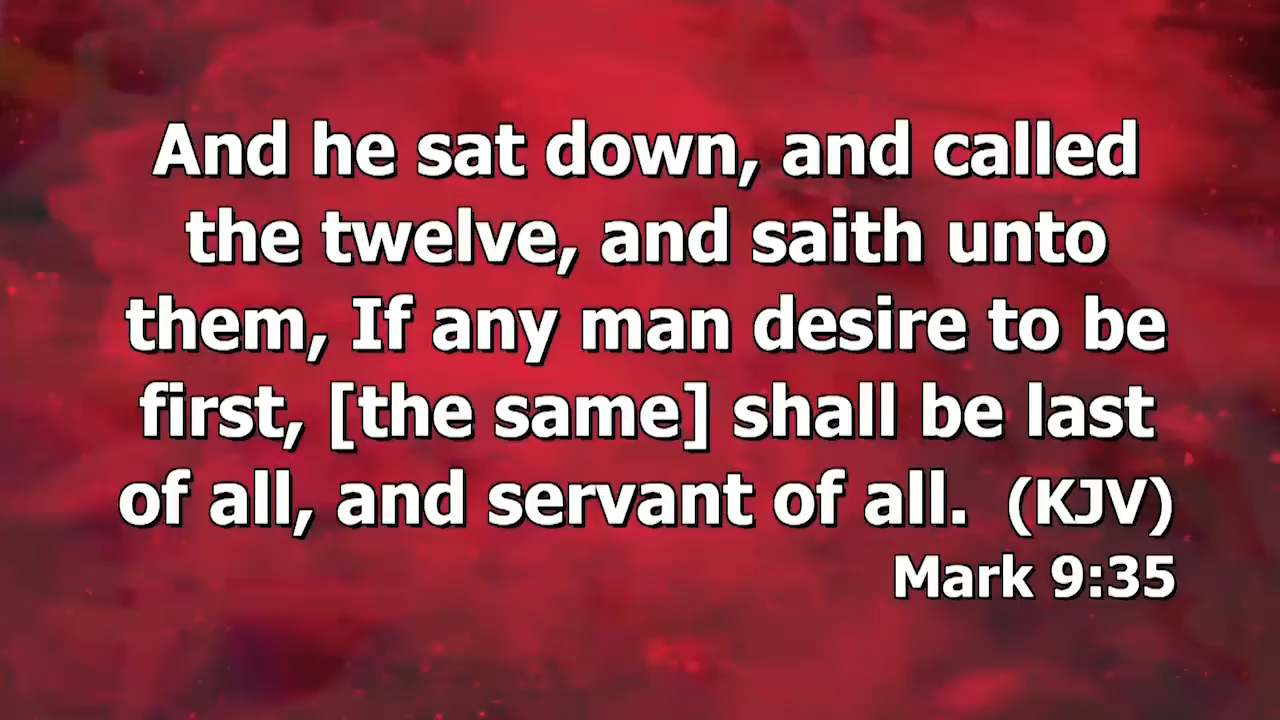 And he sat down, and called
the twelve, and saith unto
them, If any man desire to be
first, [the same] shall be last
of all, and servant of all. (KJV)
Mark 9:35